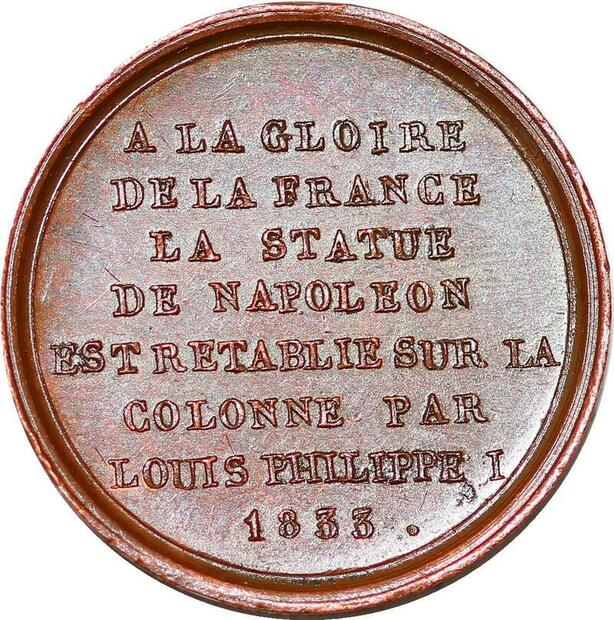 A LA GLOIRE
DE LA FRANCE
LA STATUE
DE NAPOLEON
EST RETABLIE SUR LA
COLONNE PAR
LOUIS PHILIPPE I
1833.